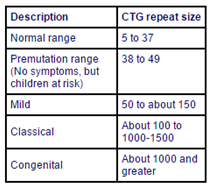 Description CTG repeat size
Normal range 5 to 37
Premutation range 38 to 49
(No symptoms, but
children at risk)
Mild 50 to about 150
Classical About 100 to
1000-1500
Congenital About 1000 and
greater